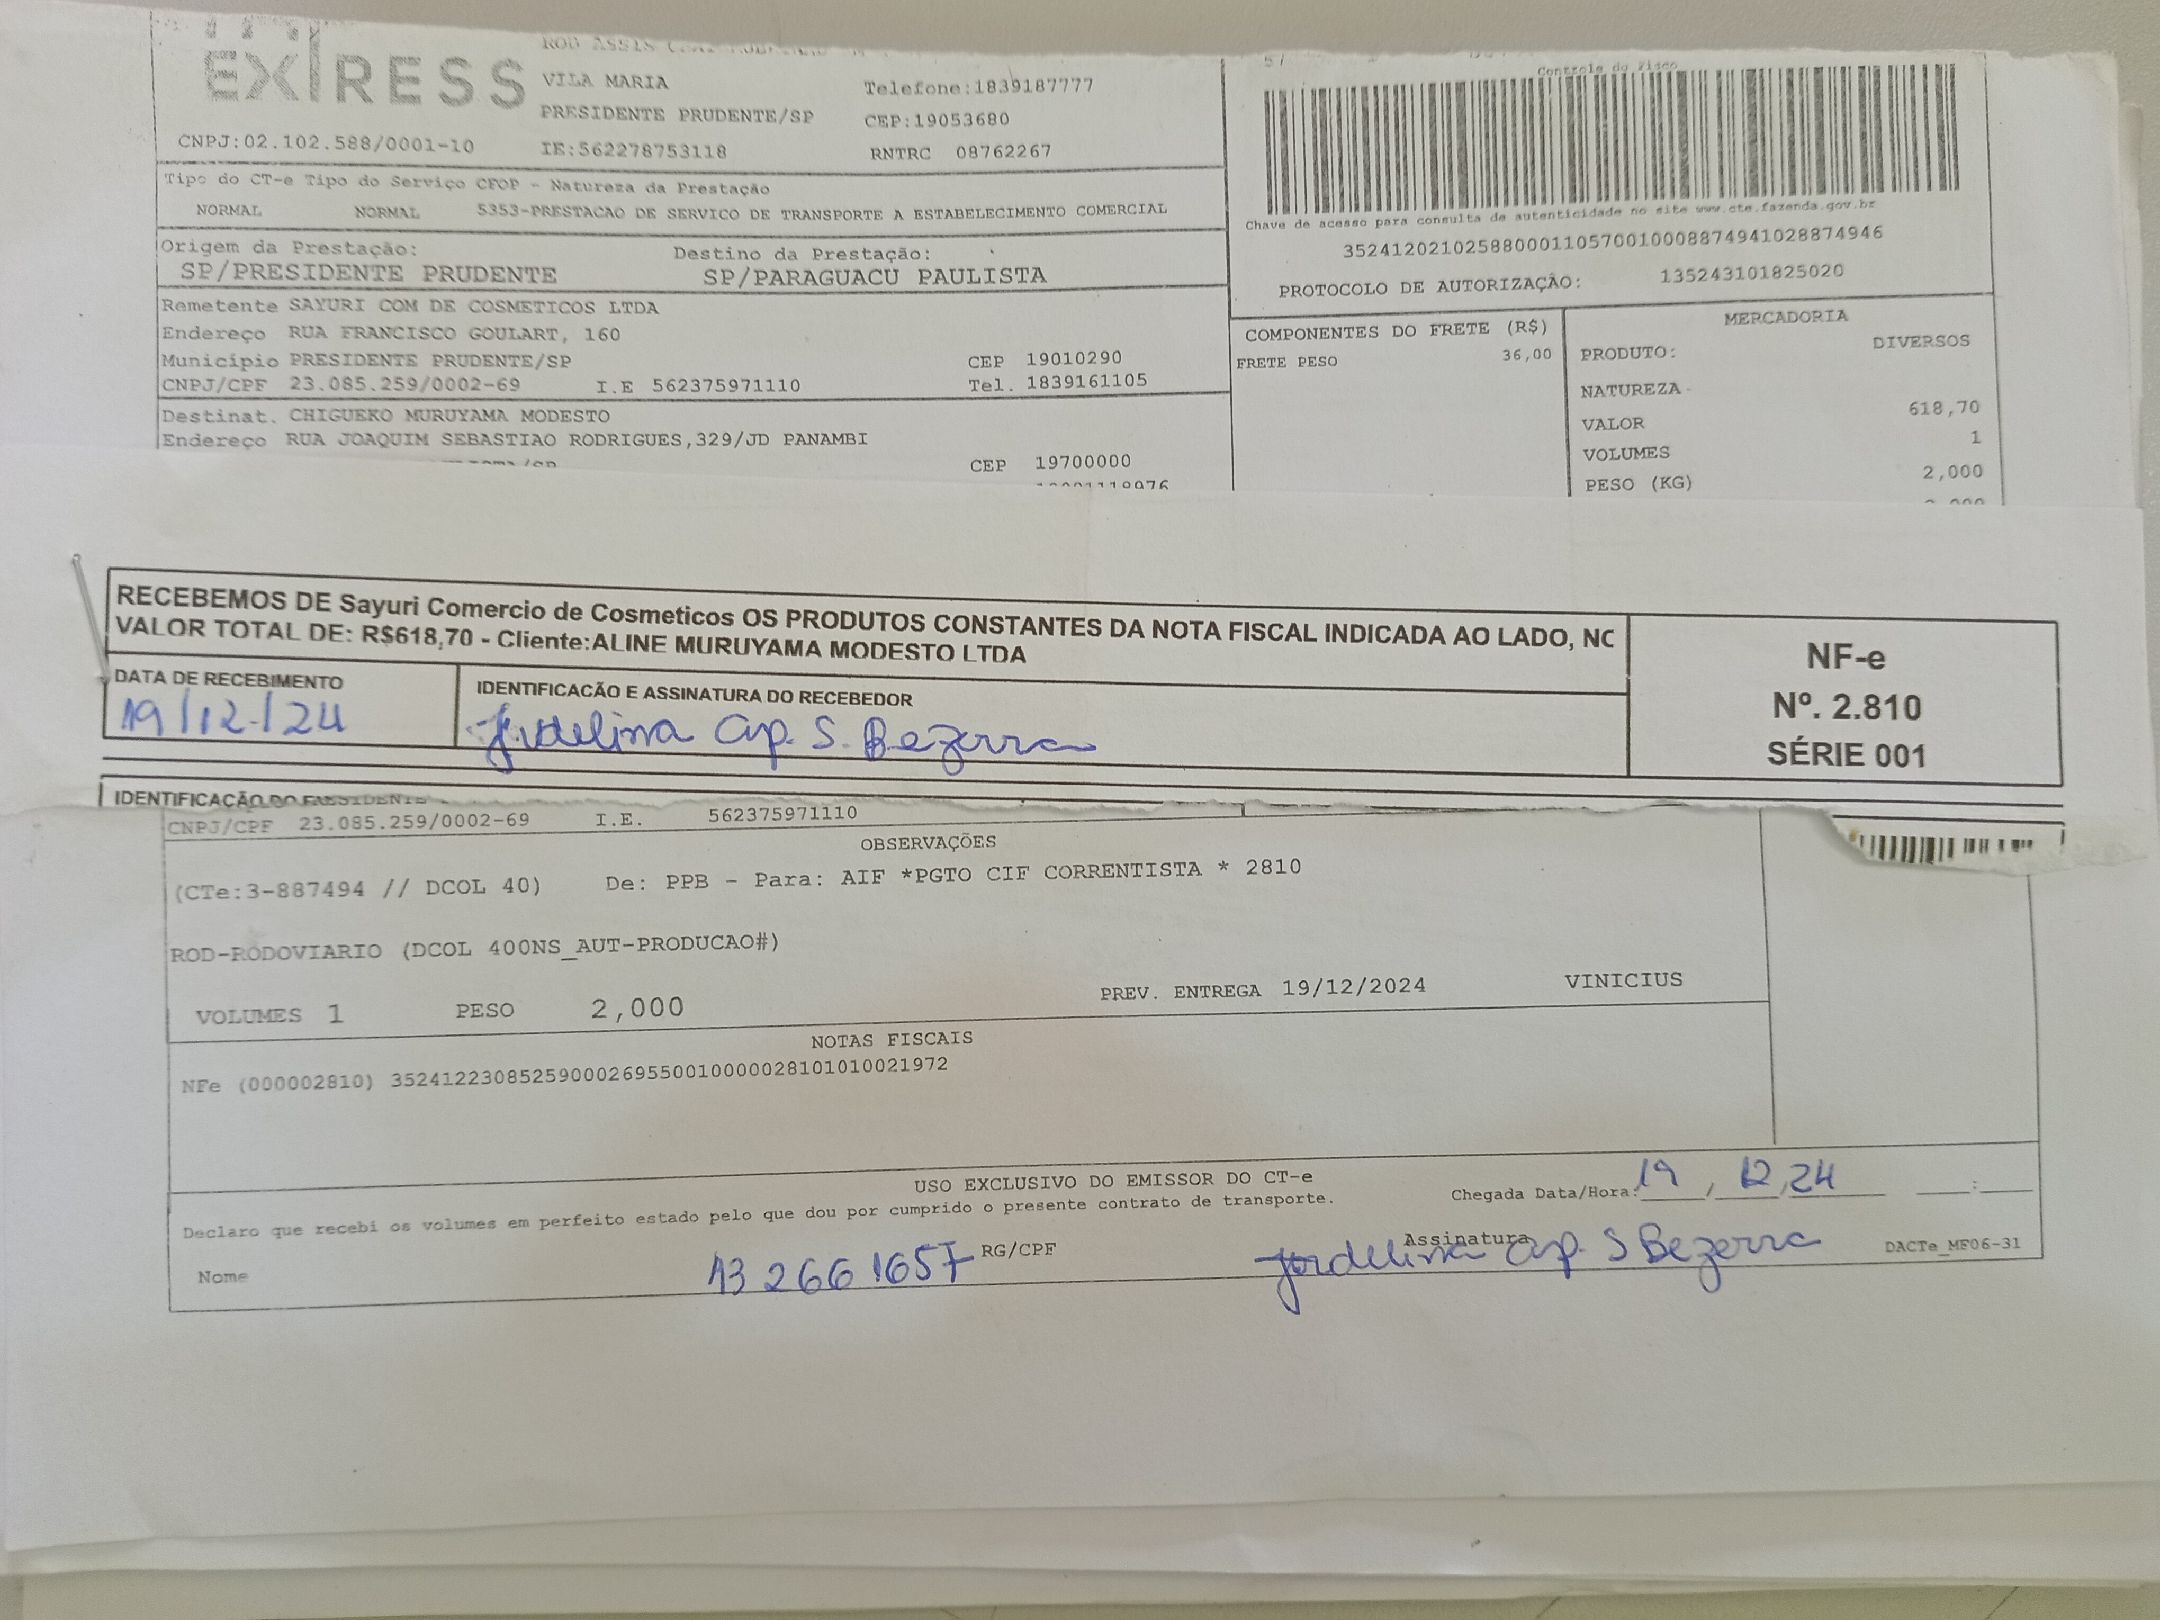 EXPRESS
VILA MARIA Telefone:1839187777
PRESIDENTE PRUDENTE/SP CEP:19053680
CNPJ:02.102.588/0001-10 IE:562278753118 RNTRC 08762267
Tipo do CT-e Tipo do Serviço CFOP - Natureza da Prestação
NORMAL NORMAL 5353-PRESTACAO DE SERVICO DE TRANSPORTE A ESTABELECIMENTO COMERCIAL
Origem da Prestação: Destino da Prestação:
SP/PRESIDENTE PRUDENTE SP/PARAGUACU PAULISTA
Remetente SAYURI COM DE COSMETICOS LTDA
Endereço RUA FRANCISCO GOULART, 160
Município PRESIDENTE PRUDENTE/SP CEP 19010290
CNPJ/CPF 23.085.259/0002-69 I.E 562375971110 Tel. 1839161105
Destinat. CHIGUEKO MURUYAMA MODESTO
Endereço RUA JOAQUIM SEBASTIAO RODRIGUES,329/JD PANAMBI
CEP 19700000
Controle do Fisco
Chave de acesso para consulta de autenticidade no site www.cte.fazenda.gov.br
35241202102588000110570010008874941028874946
PROTOCOLO DE AUTORIZAÇÃO: 135243101825020
COMPONENTES DO FRETE (R$)
FRETE PESO 36,00
MERCADORIA
PRODUTO: DIVERSOS
NATUREZA
VALOR 618,70
VOLUMES 1
PESO (KG) 2,000
RECEBEMOS DE Sayuri Comercio de Cosmeticos OS PRODUTOS CONSTANTES DA NOTA FISCAL INDICADA AO LADO, NO
VALOR TOTAL DE: R$618,70 - Cliente:ALINE MURUYAMA MODESTO LTDA
DATA DE RECEBIMENTO IDENTIFICACÃO E ASSINATURA DO RECEBEDOR
19/12/24 Jordelina Ap. S. Bezerra
NF-e
Nº. 2.810
SÉRIE 001
IDENTIFICAÇÃO DO
CNPJ/CPF 23.085.259/0002-69 I.E. 562375971110
OBSERVAÇÕES
(CTe:3-887494 // DCOL 40) De: PPB - Para: AIF *PGTO CIF CORRENTISTA * 2810
ROD-RODOVIARIO (DCOL 400NS_AUT-PRODUCAO#)
VOLUMES 1 PESO 2,000 PREV. ENTREGA 19/12/2024 VINICIUS
NOTAS FISCAIS
NFe (000002810) 35241223085259000269550010000028101010021972
USO EXCLUSIVO DO EMISSOR DO CT-e
Declaro que recebi os volumes em perfeito estado pelo que dou por cumprido o presente contrato de transporte.
Chegada Data/Hora: 19, 12, 24 :
Nome 13 266 1657 RG/CPF Assinatura Jordelina Ap. S Bezerra DACTe_MF06-31